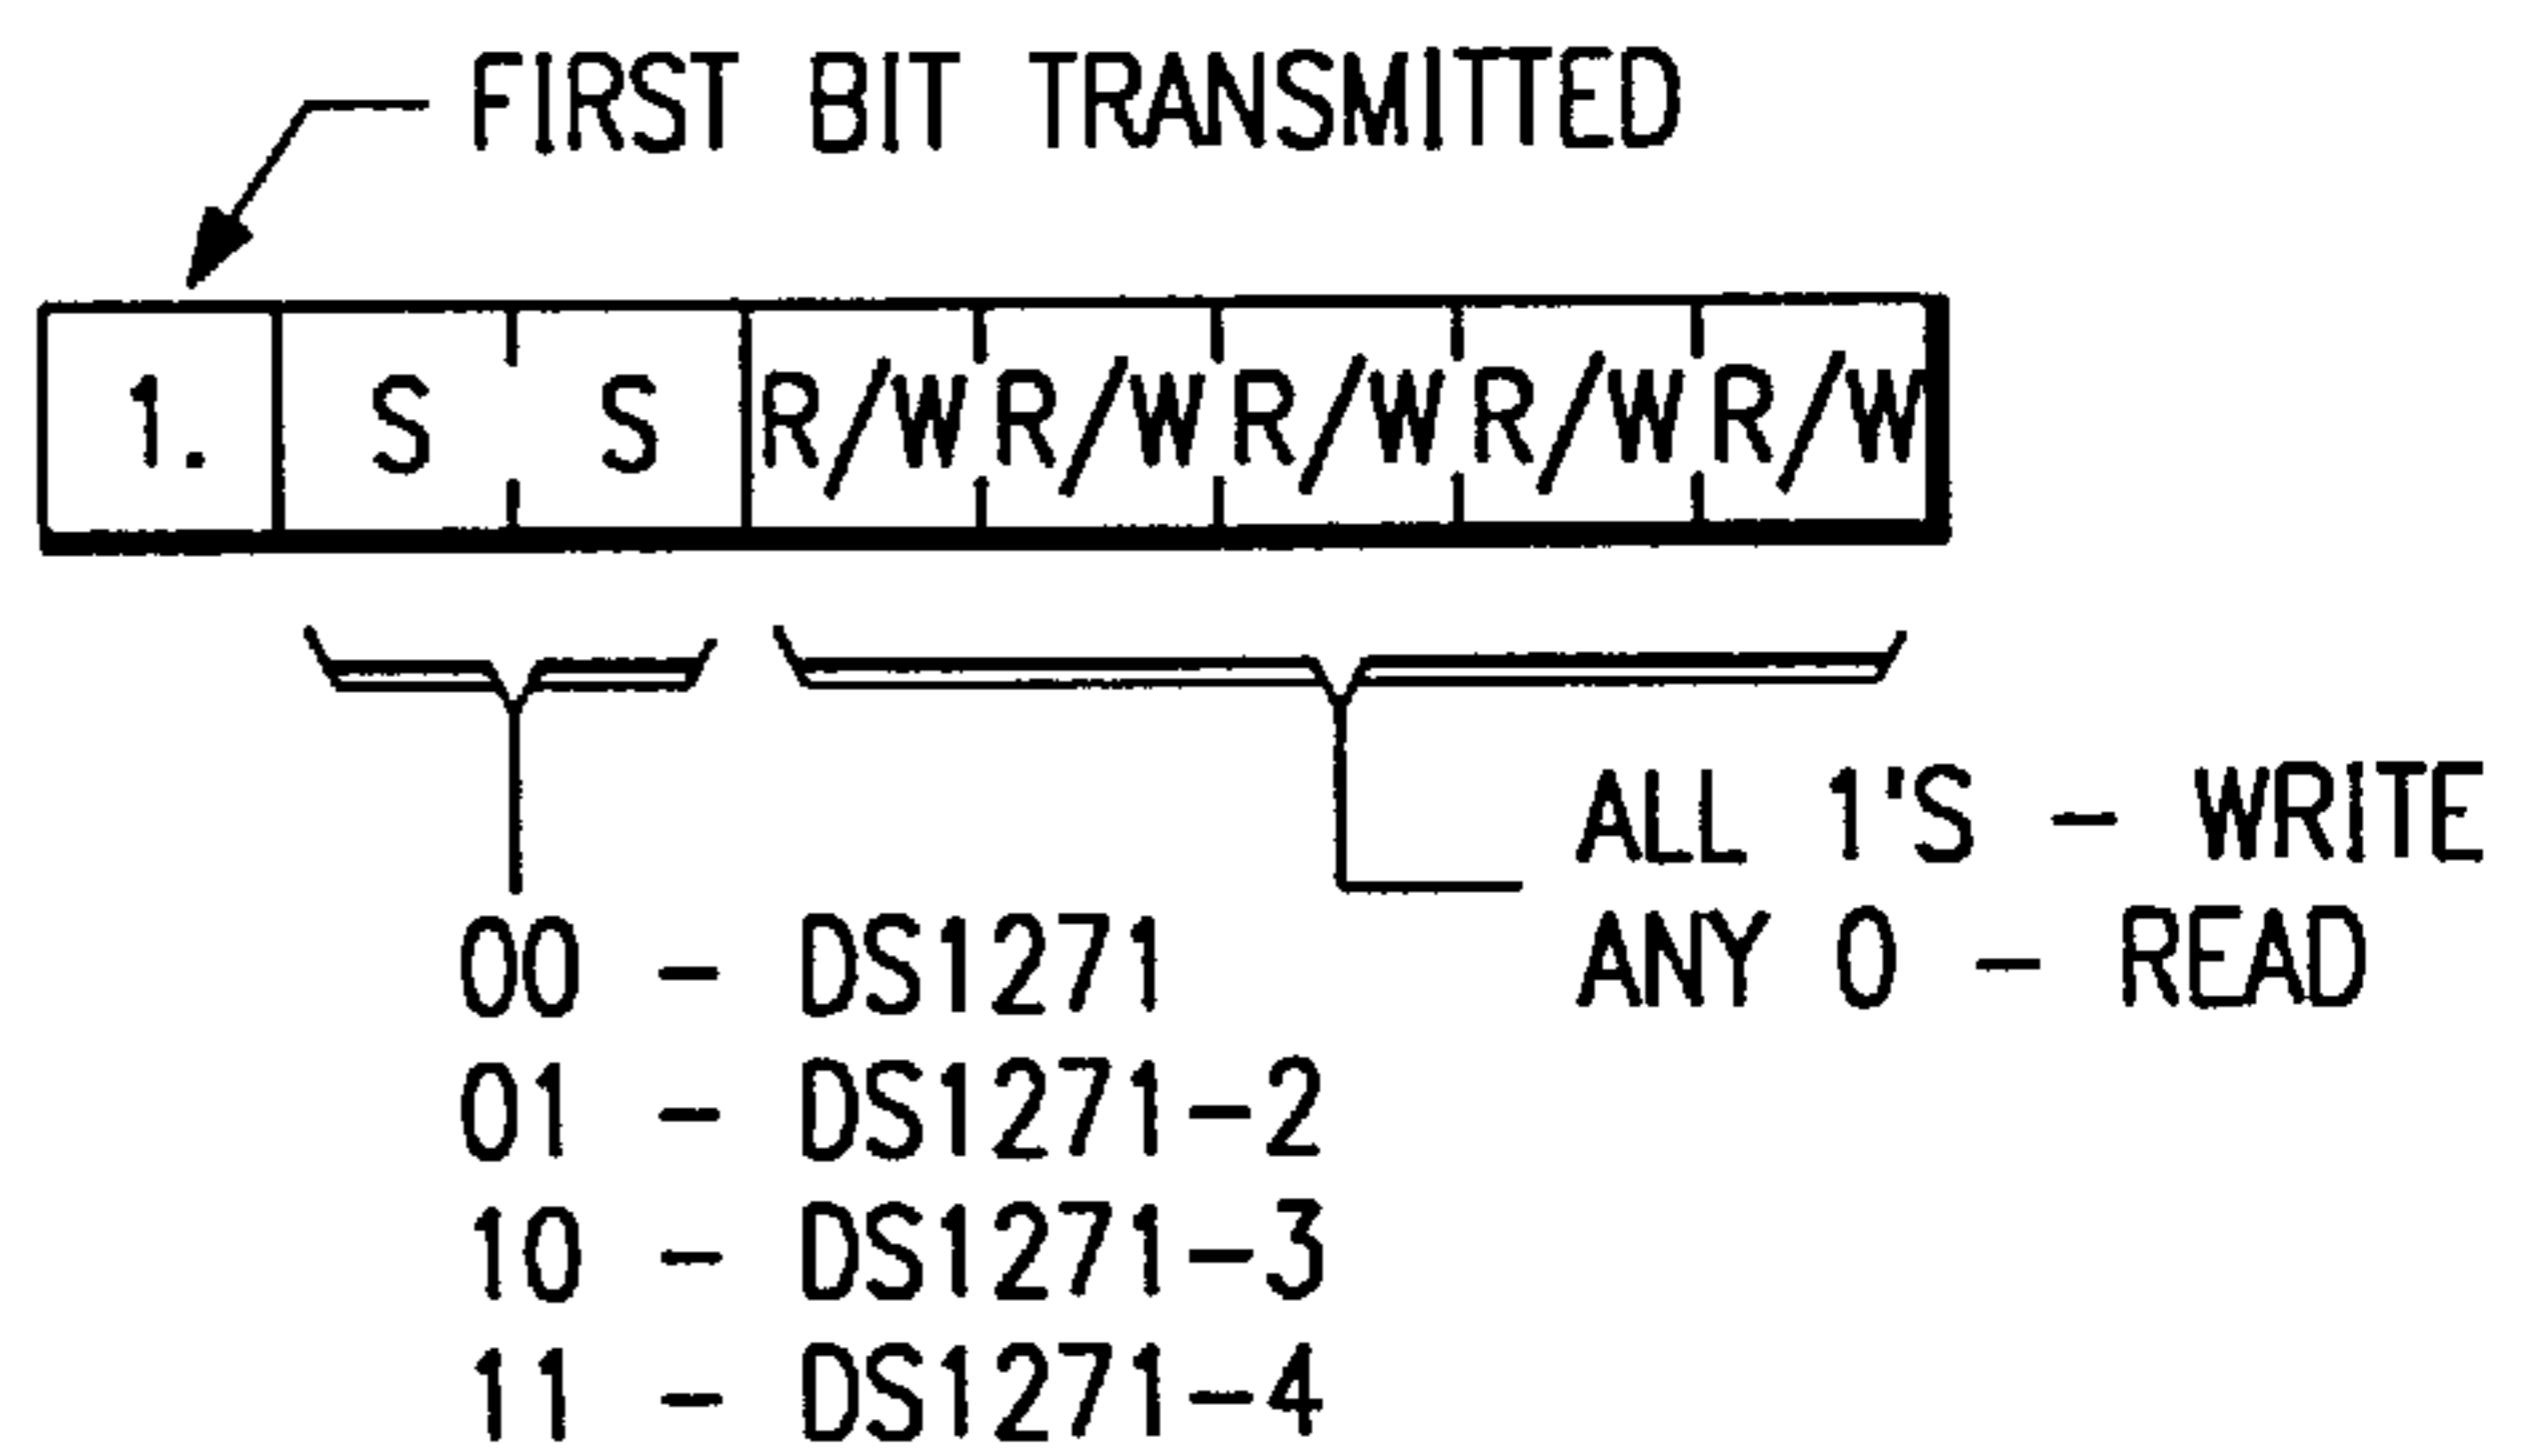 FIRST BIT TRANSMITTED
1. S S R/W R/W R/W R/W R/W
ALL 1'S - WRITE
ANY 0 - READ
00 - DS1271
01 - DS1271-2
10 - DS1271-3
11 - DS1271-4